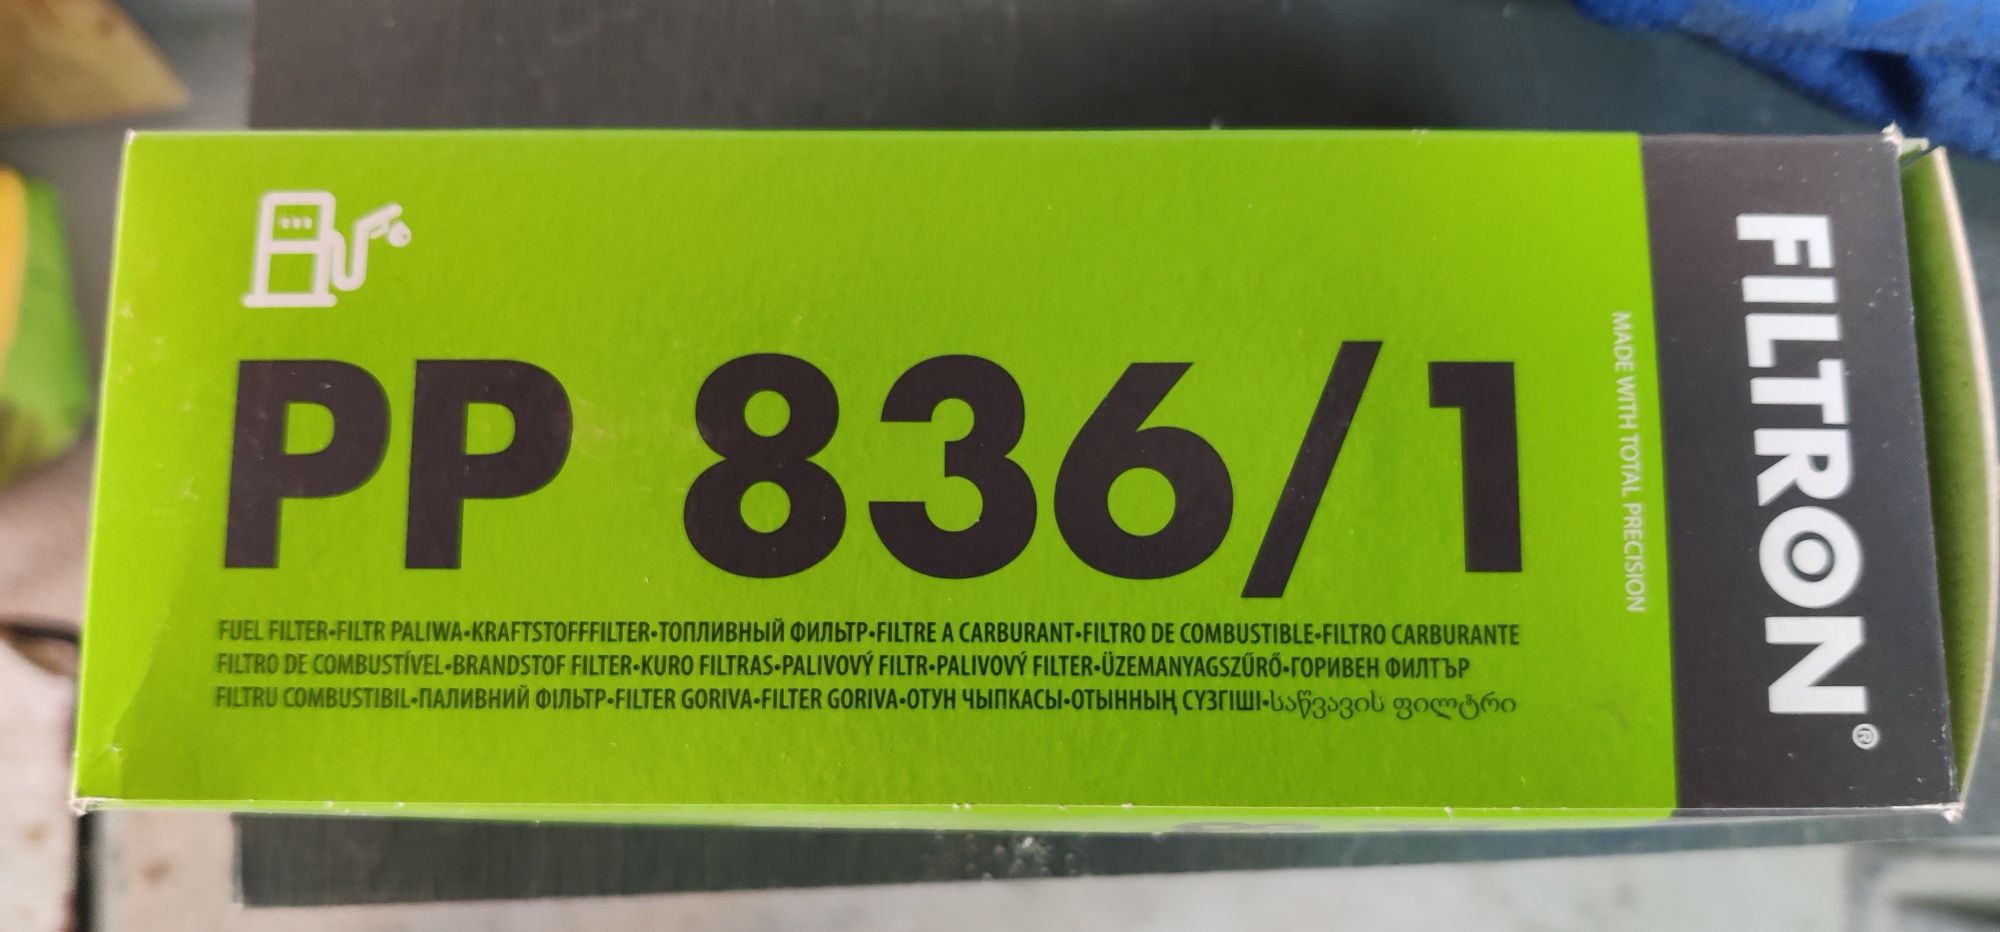 PP 836/1
FUEL FILTER•FILTR PALIWA•KRAFTSTOFFFILTER•ТОПЛИВНЫЙ ФИЛЬТР•FILTRE A CARBURANT•FILTRO DE COMBUSTIBLE•FILTRO CARBURANTE
FILTRO DE COMBUSTÍVEL•BRANDSTOF FILTER•KURO FILTRAS•PALIVOVÝ FILTR•PALIVOVÝ FILTER•ÜZEMANYAGSZŰRŐ•ГОРИВЕН ФИЛТЪР
FILTRU COMBUSTIBIL•ПАЛИВНИЙ ФІЛЬТР•FILTER GORIVA•FILTER GORIVA•ОТУН ЧЫПКАСЫ•ОТЫННЫҢ СҮЗГІШІ•საწვავის ფილტრი
MADE WITH TOTAL PRECISION
FILTRON®